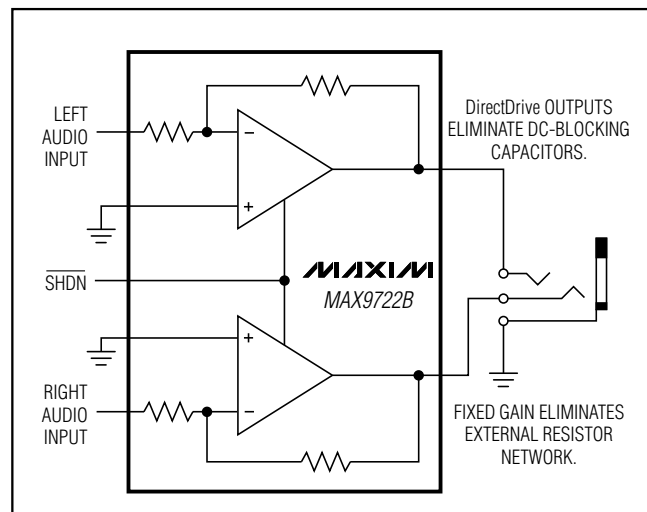 LEFT
AUDIO
INPUT
DirectDrive OUTPUTS
ELIMINATE DC-BLOCKING
CAPACITORS.
−
+
SHDN
MAXIM
MAX9722B
+
−
RIGHT
AUDIO
INPUT
FIXED GAIN ELIMINATES
EXTERNAL RESISTOR
NETWORK.